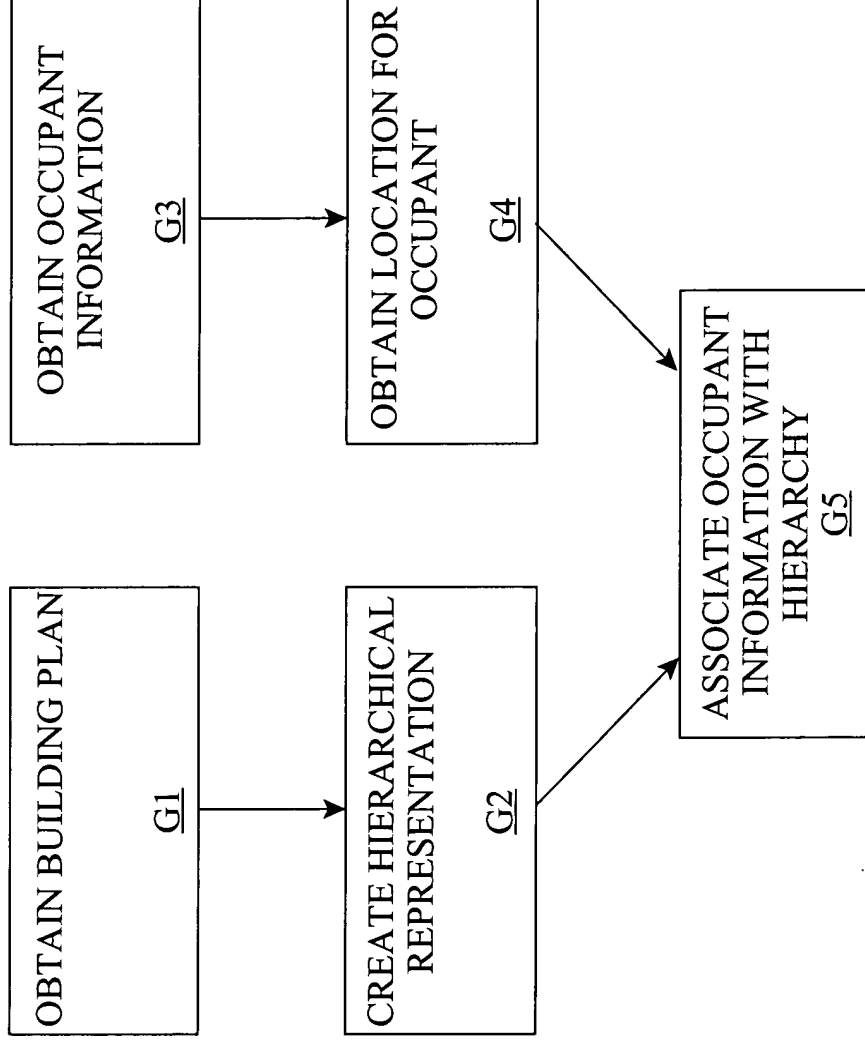 OBTAIN BUILDING PLAN
G1
CREATE HIERARCHICAL
REPRESENTATION
G2
OBTAIN OCCUPANT
INFORMATION
G3
OBTAIN LOCATION FOR
OCCUPANT
G4
ASSOCIATE OCCUPANT
INFORMATION WITH
HIERARCHY
G5